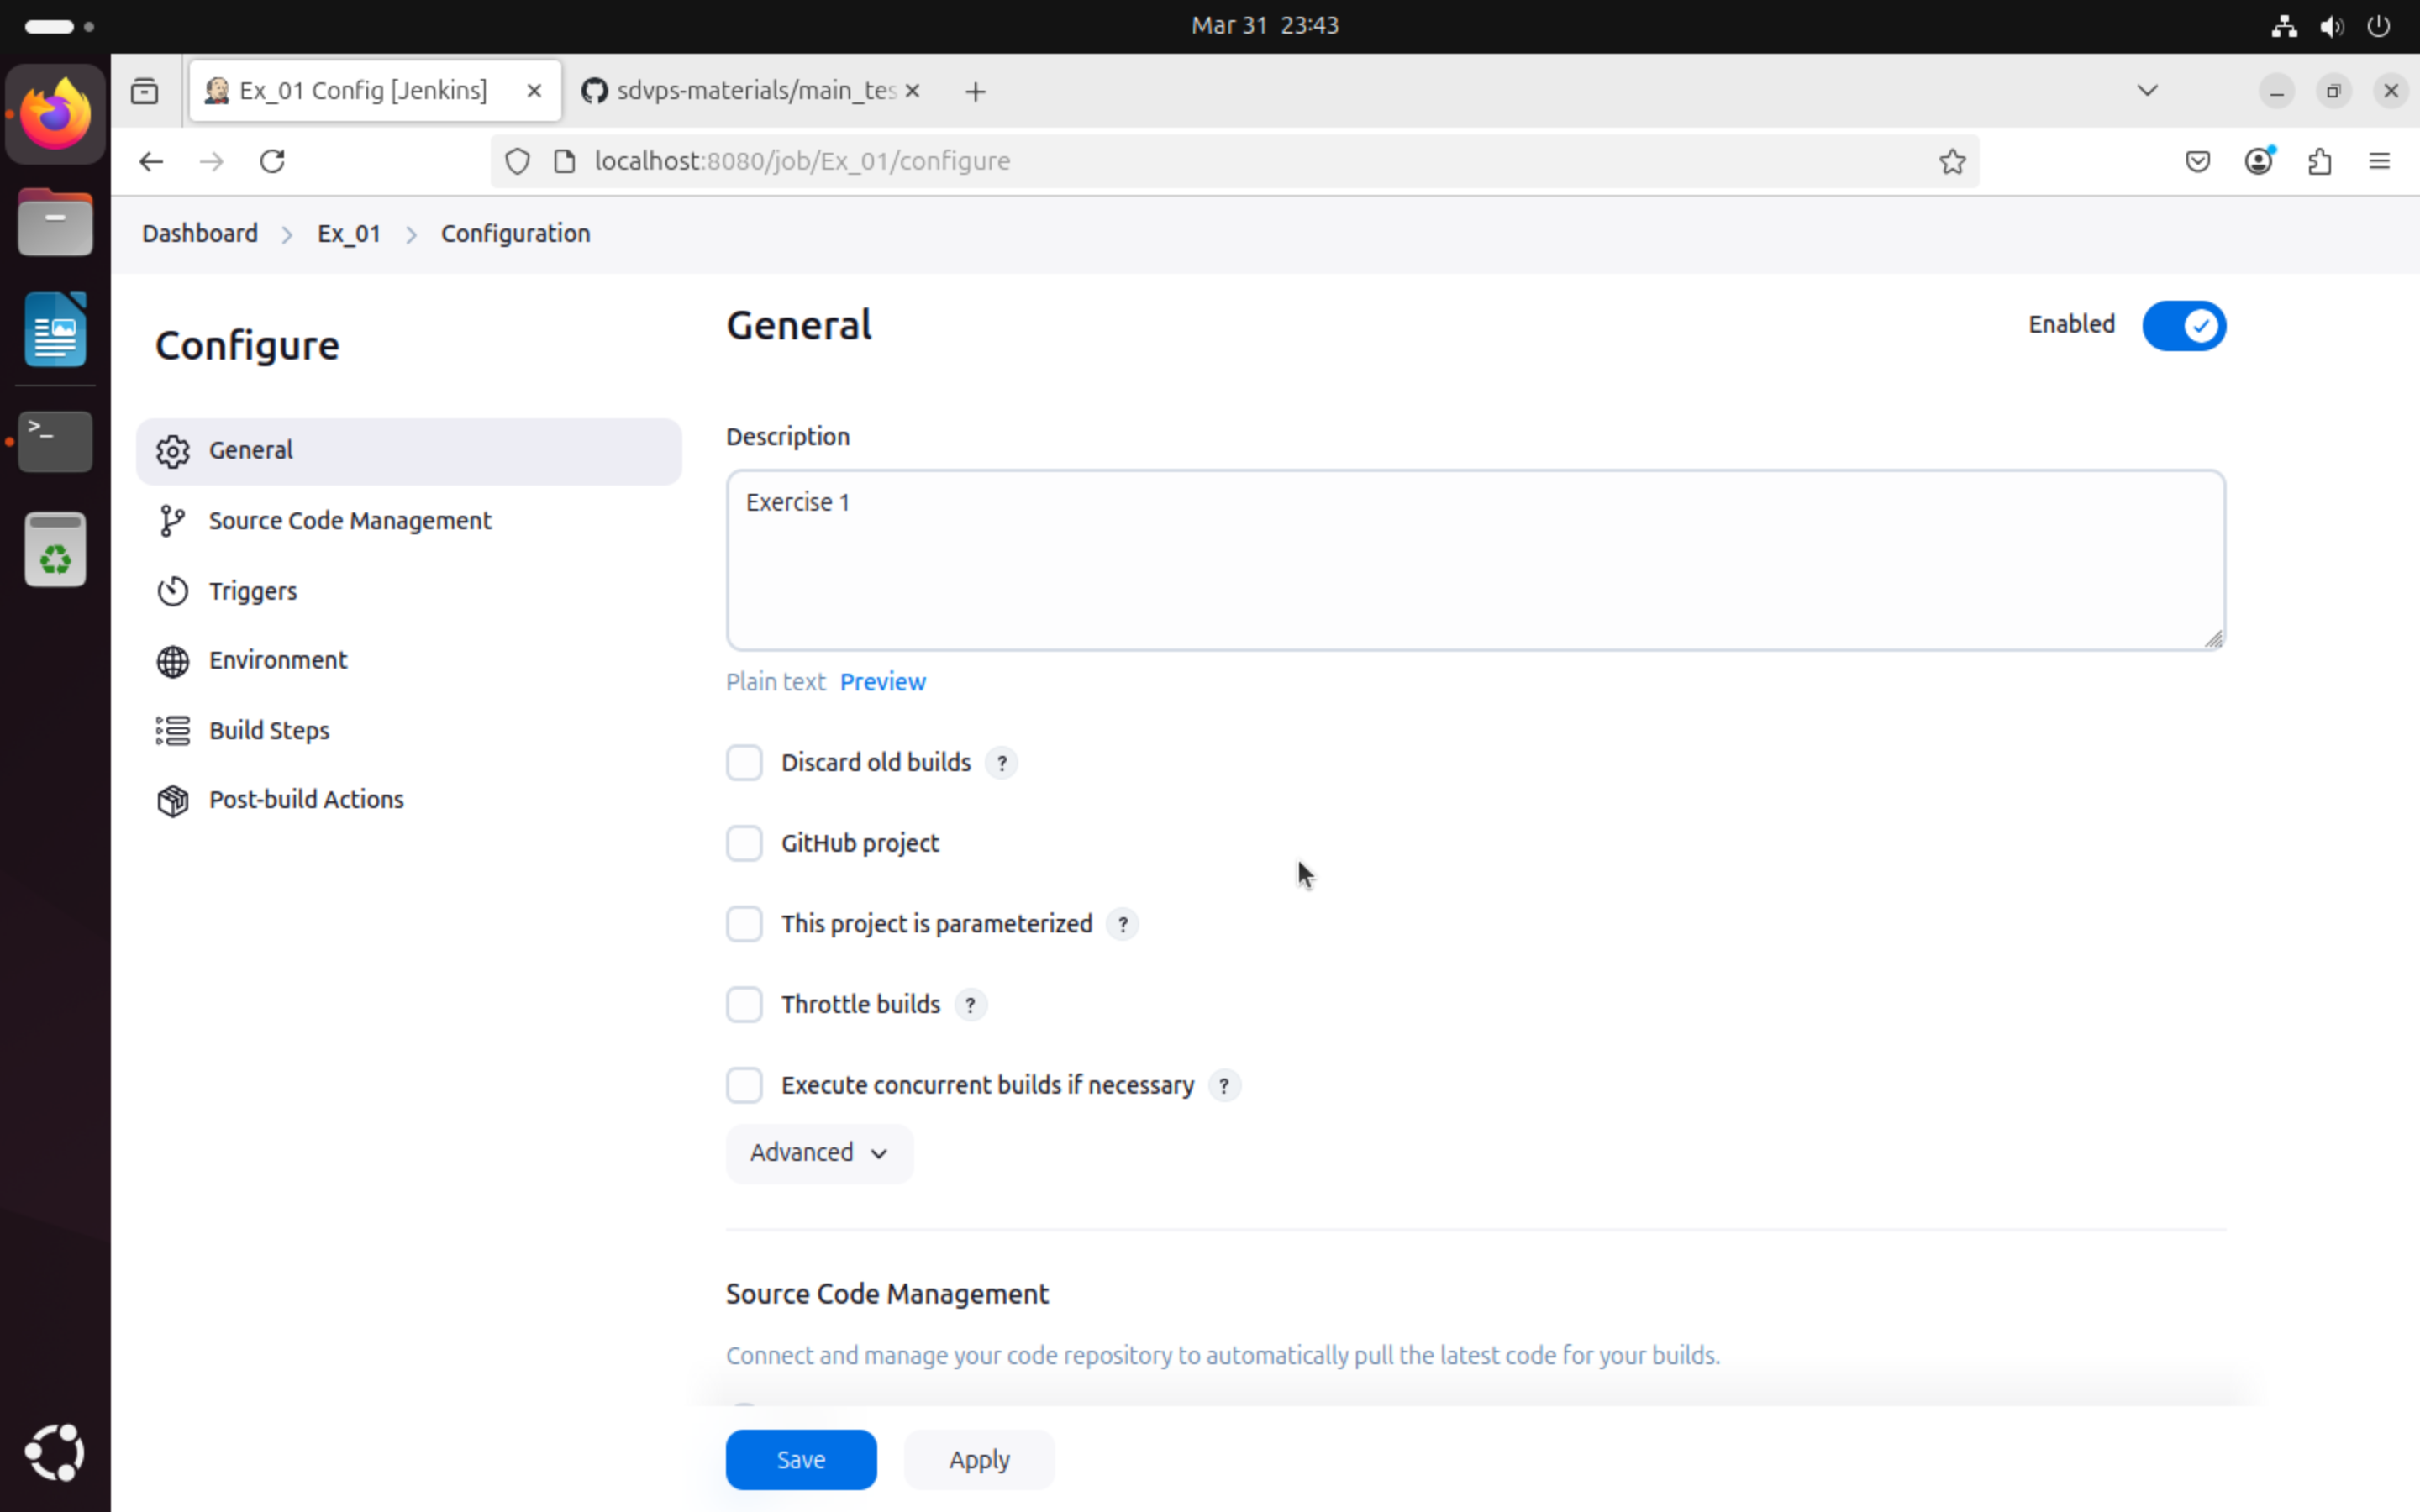 Mar 31 23:43
Ex_01 Config [Jenkins]
sdvps-materials/main_tes
localhost:8080/job/Ex_01/configure
Dashboard > Ex_01 > Configuration
Configure
General
Source Code Management
Triggers
Environment
Build Steps
Post-build Actions
General
Enabled
Description
Exercise 1
Plain text Preview
Discard old builds ?
GitHub project
This project is parameterized ?
Throttle builds ?
Execute concurrent builds if necessary ?
Advanced
Source Code Management
Connect and manage your code repository to automatically pull the latest code for your builds.
Save
Apply